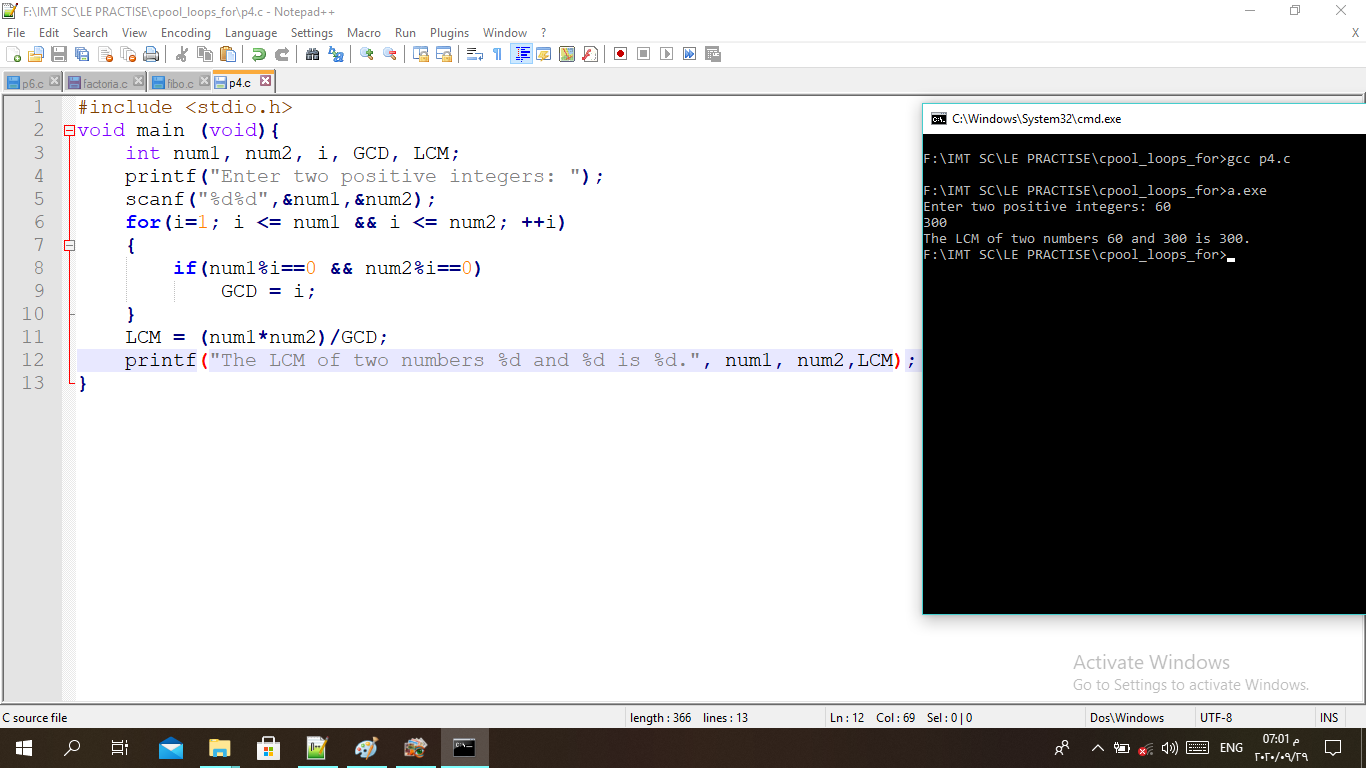 F:\IMT SC\LE PRACTISE\cpool_loops_for\p4.c - Notepad++
File Edit Search View Encoding Language Settings Macro Run Plugins Window ? X
p6.c factoria.c fibo.c p4.c
1 #include <stdio.h>
2 void main (void){
3 int num1, num2, i, GCD, LCM;
4 printf("Enter two positive integers: ");
5 scanf("%d%d",&num1,&num2);
6 for(i=1; i <= num1 && i <= num2; ++i)
7 {
8 if(num1%i==0 && num2%i==0)
9 GCD = i;
10 }
11 LCM = (num1*num2)/GCD;
12 printf("The LCM of two numbers %d and %d is %d.", num1, num2,LCM);
13 }
C:\Windows\System32\cmd.exe
F:\IMT SC\LE PRACTISE\cpool_loops_for>gcc p4.c
F:\IMT SC\LE PRACTISE\cpool_loops_for>a.exe
Enter two positive integers: 60
300
The LCM of two numbers 60 and 300 is 300.
F:\IMT SC\LE PRACTISE\cpool_loops_for>
Activate Windows
Go to Settings to activate Windows.
C source file length : 366 lines : 13 Ln : 12 Col : 69 Sel : 0 | 0 Dos\Windows UTF-8 INS
ENG
07:01 م
٢٠٢٠/٠٩/٢٩